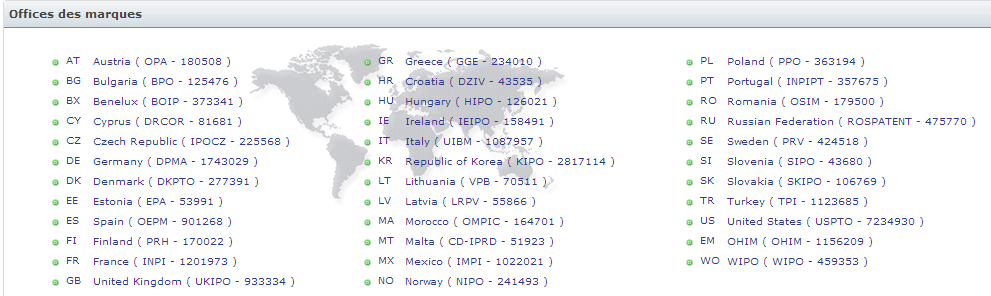 Offices des marques
AT Austria ( OPA - 180508 )
BG Bulgaria ( BPO - 125476 )
BX Benelux ( BOIP - 373341 )
CY Cyprus ( DRCOR - 81681 )
CZ Czech Republic ( IPOCZ - 225568 )
DE Germany ( DPMA - 1743029 )
DK Denmark ( DKPTO - 277391 )
EE Estonia ( EPA - 53991 )
ES Spain ( OEPM - 901268 )
FI Finland ( PRH - 170022 )
FR France ( INPI - 1201973 )
GB United Kingdom ( UKIPO - 933334 )
GR Greece ( GGE - 234010 )
HR Croatia ( DZIV - 43535 )
HU Hungary ( HIPO - 126021 )
IE Ireland ( IEIPO - 158491 )
IT Italy ( UIBM - 1087957 )
KR Republic of Korea ( KIPO - 2817114 )
LT Lithuania ( VPB - 70511 )
LV Latvia ( LRPV - 55866 )
MA Morocco ( OMPIC - 164701 )
MT Malta ( CD-IPRD - 51923 )
MX Mexico ( IMPI - 1022021 )
NO Norway ( NIPO - 241493 )
PL Poland ( PPO - 363194 )
PT Portugal ( INPIPT - 357675 )
RO Romania ( OSIM - 179500 )
RU Russian Federation ( ROSPATENT - 475770 )
SE Sweden ( PRV - 424518 )
SI Slovenia ( SIPO - 43680 )
SK Slovakia ( SKIPO - 106769 )
TR Turkey ( TPI - 1123685 )
US United States ( USPTO - 7234930 )
EM OHIM ( OHIM - 1156209 )
WO WIPO ( WIPO - 459353 )